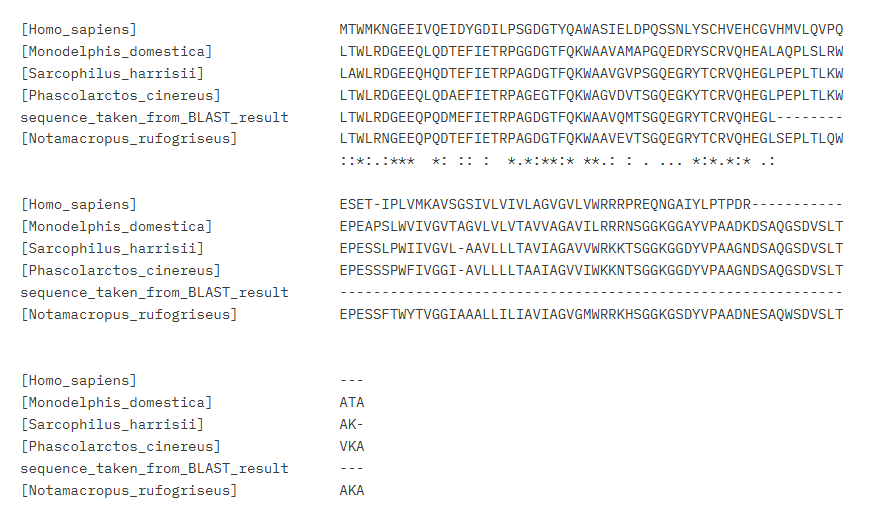 [Homo_sapiens] MTWMKNGEEIVQEIDYGDILPSGDGTYQAWASIELDPQSSNLYSCHVEHCGVHMVLQVPQ
[Monodelphis_domestica] LTWLRDGEEQLQDTEFIETRPGGDGTFQKWAAVAMAPGQEDRYSCRVQHEALAQPLSLRW
[Sarcophilus_harrisii] LAWLRDGEEQHQDTEFIETRPAGDGTFQKWAAVGVPSGQEGRYTCRVQHEGLPEPLTLKW
[Phascolarctos_cinereus] LTWLRDGEEQLQDAEFIETRPAGEGTFQKWAGVDVTSGQEGKYTCRVQHEGLPEPLTLKW
sequence_taken_from_BLAST_result LTWLRDGEEQPQDMEFIETRPAGDGTFQKWAAVQMTSGQEGRYTCRVQHEGL--------
[Notamacropus_rufogriseus] LTWLRNGEEQPQDTEFIETRPAGDGTFQKWAAVEVTSGQEGRYTCRVQHEGLSEPLTLQW
::*:.:*** *: :: : *.*:**:* **.: : . ... *:*.*:* .:
[Homo_sapiens] ESET-IPLVMKAVSGSIVLVIVLAGVGVLVWRRRPREQNGAIYLPTPDR-----------
[Monodelphis_domestica] EPEAPSLWVIGVTAGVLVLVTAVVAGAVILRRRNSGGKGGAYVPAADKDSAQGSDVSLT
[Sarcophilus_harrisii] EPESSLPWIIVGVL-AAVLLLTAVIAGAVVWRKKTSGGKGGDYVPAAGNDSAQGSDVSLT
[Phascolarctos_cinereus] EPESSSPWFIVGGI-AVLLLLTAAIAGVVIWKKNTSGGKGGDYVPAAGNDSAQGSDVSLT
sequence_taken_from_BLAST_result ------------------------------------------------------------
[Notamacropus_rufogriseus] EPESSFTWYTVGGIAAALLILIAVIAGVGMWRRKHSGGKGSDYVPAADNESAQWSDVSLT
[Homo_sapiens] ---
[Monodelphis_domestica] ATA
[Sarcophilus_harrisii] AK-
[Phascolarctos_cinereus] VKA
sequence_taken_from_BLAST_result ---
[Notamacropus_rufogriseus] AKA